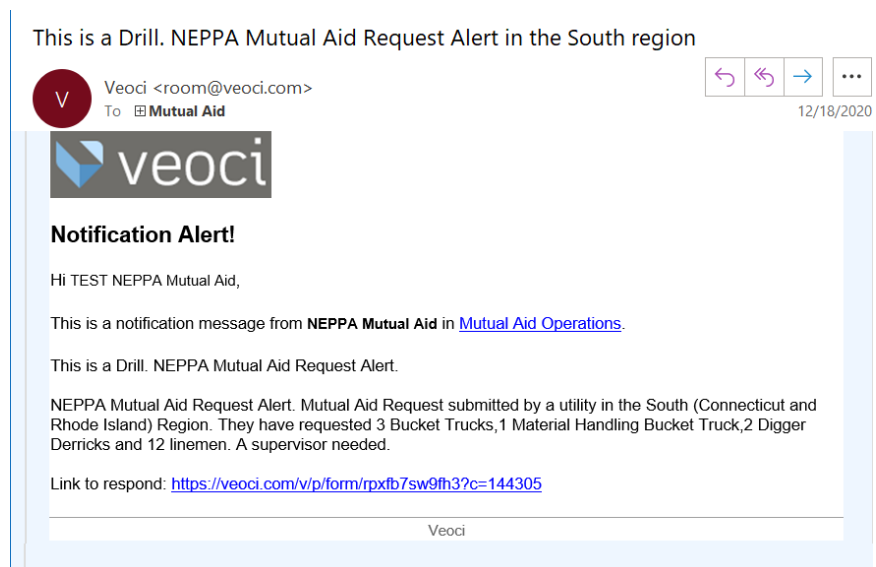 This is a Drill. NEPPA Mutual Aid Request Alert in the South region
V
Veoci <room@veoci.com>
To Mutual Aid
12/18/2020
veoci
Notification Alert!
Hi TEST NEPPA Mutual Aid,
This is a notification message from NEPPA Mutual Aid in Mutual Aid Operations.
This is a Drill. NEPPA Mutual Aid Request Alert.
NEPPA Mutual Aid Request Alert. Mutual Aid Request submitted by a utility in the South (Connecticut and
Rhode Island) Region. They have requested 3 Bucket Trucks,1 Material Handling Bucket Truck,2 Digger
Derricks and 12 linemen. A supervisor needed.
Link to respond: https://veoci.com/v/p/form/rpxfb7sw9fh3?c=144305
Veoci